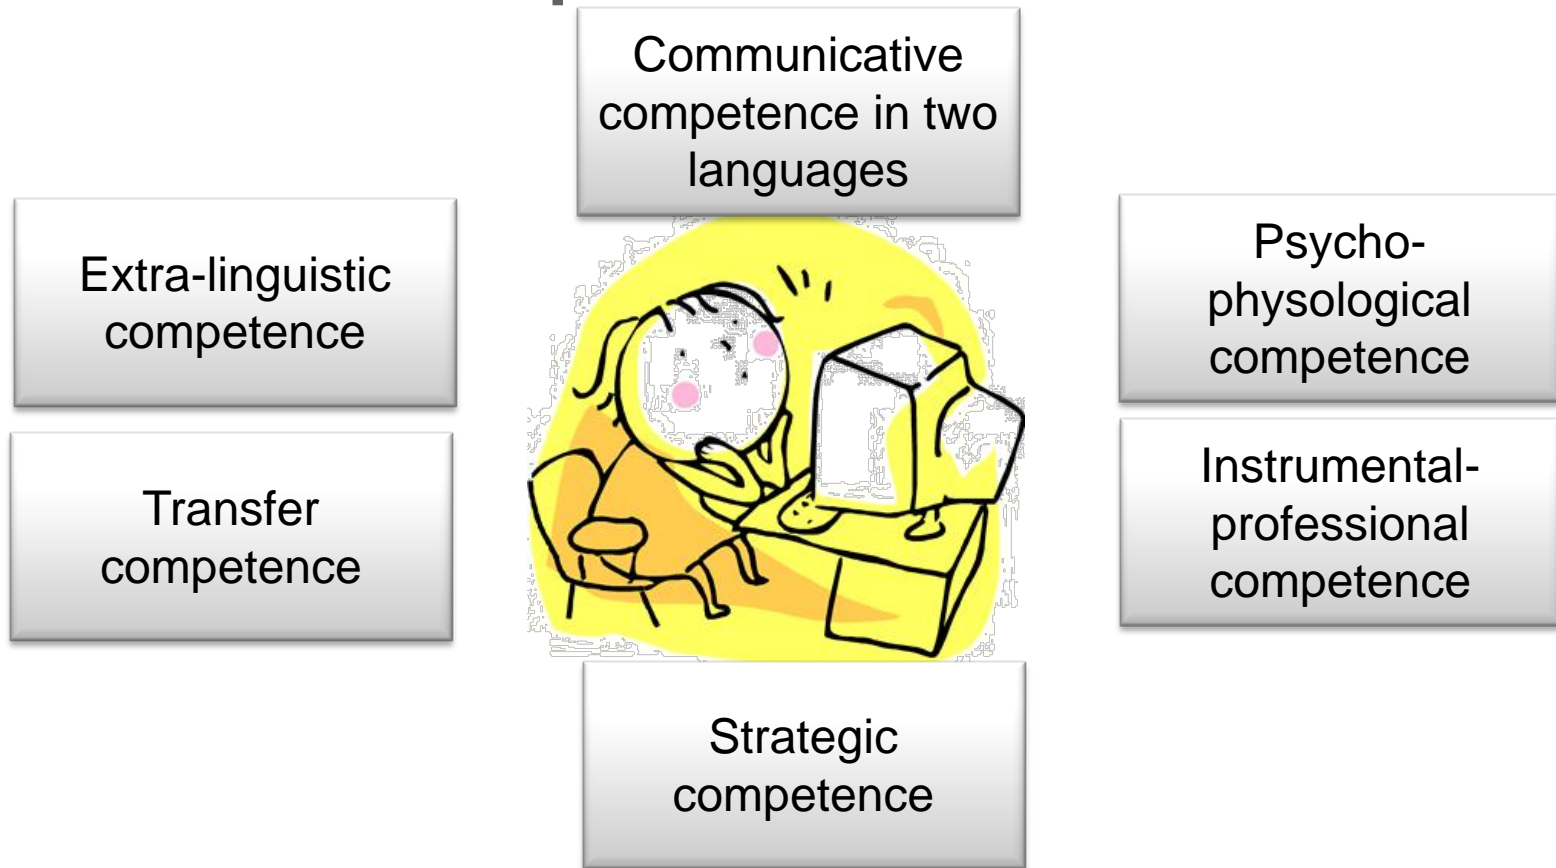 Communicative
competence in two
languages
Extra-linguistic
competence
Psycho-
physological
competence
Transfer
competence
Instrumental-
professional
competence
Strategic
competence